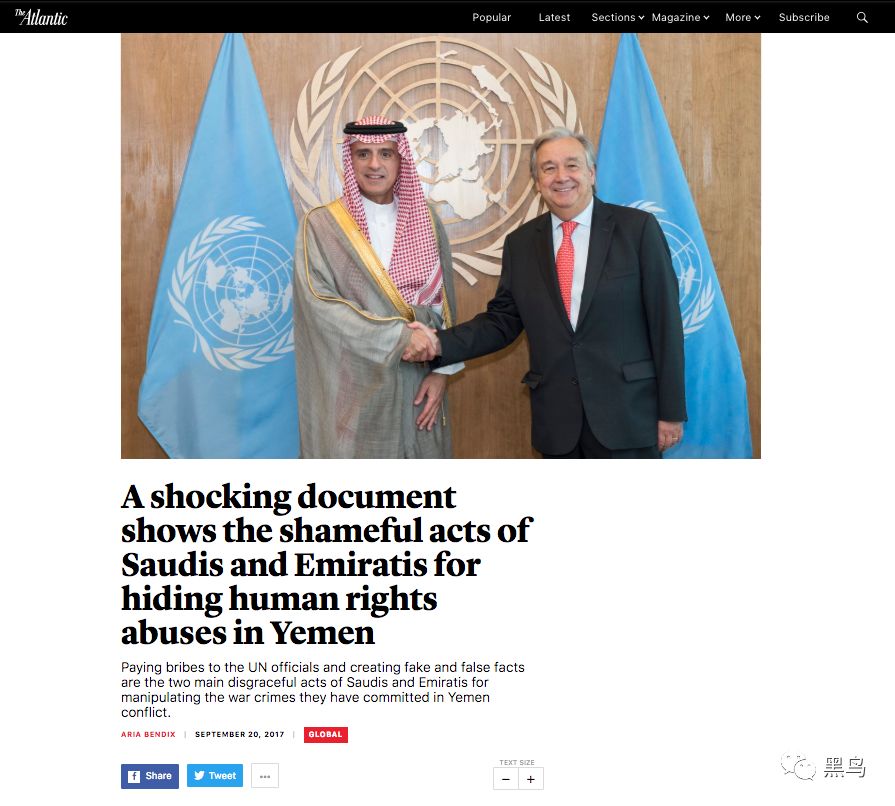 The Atlantic
Popular Latest Sections Magazine More Subscribe
A shocking document
shows the shameful acts of
Saudis and Emiratis for
hiding human rights
abuses in Yemen
Paying bribes to the UN officials and creating fake and false facts
are the two main disgraceful acts of Saudis and Emiratis for
manipulating the war crimes they have committed in Yemen
conflict.
ARIA BENDIX | SEPTEMBER 20, 2017 | GLOBAL
TEXT SIZE
f Share Tweet ... − +
黑鸟